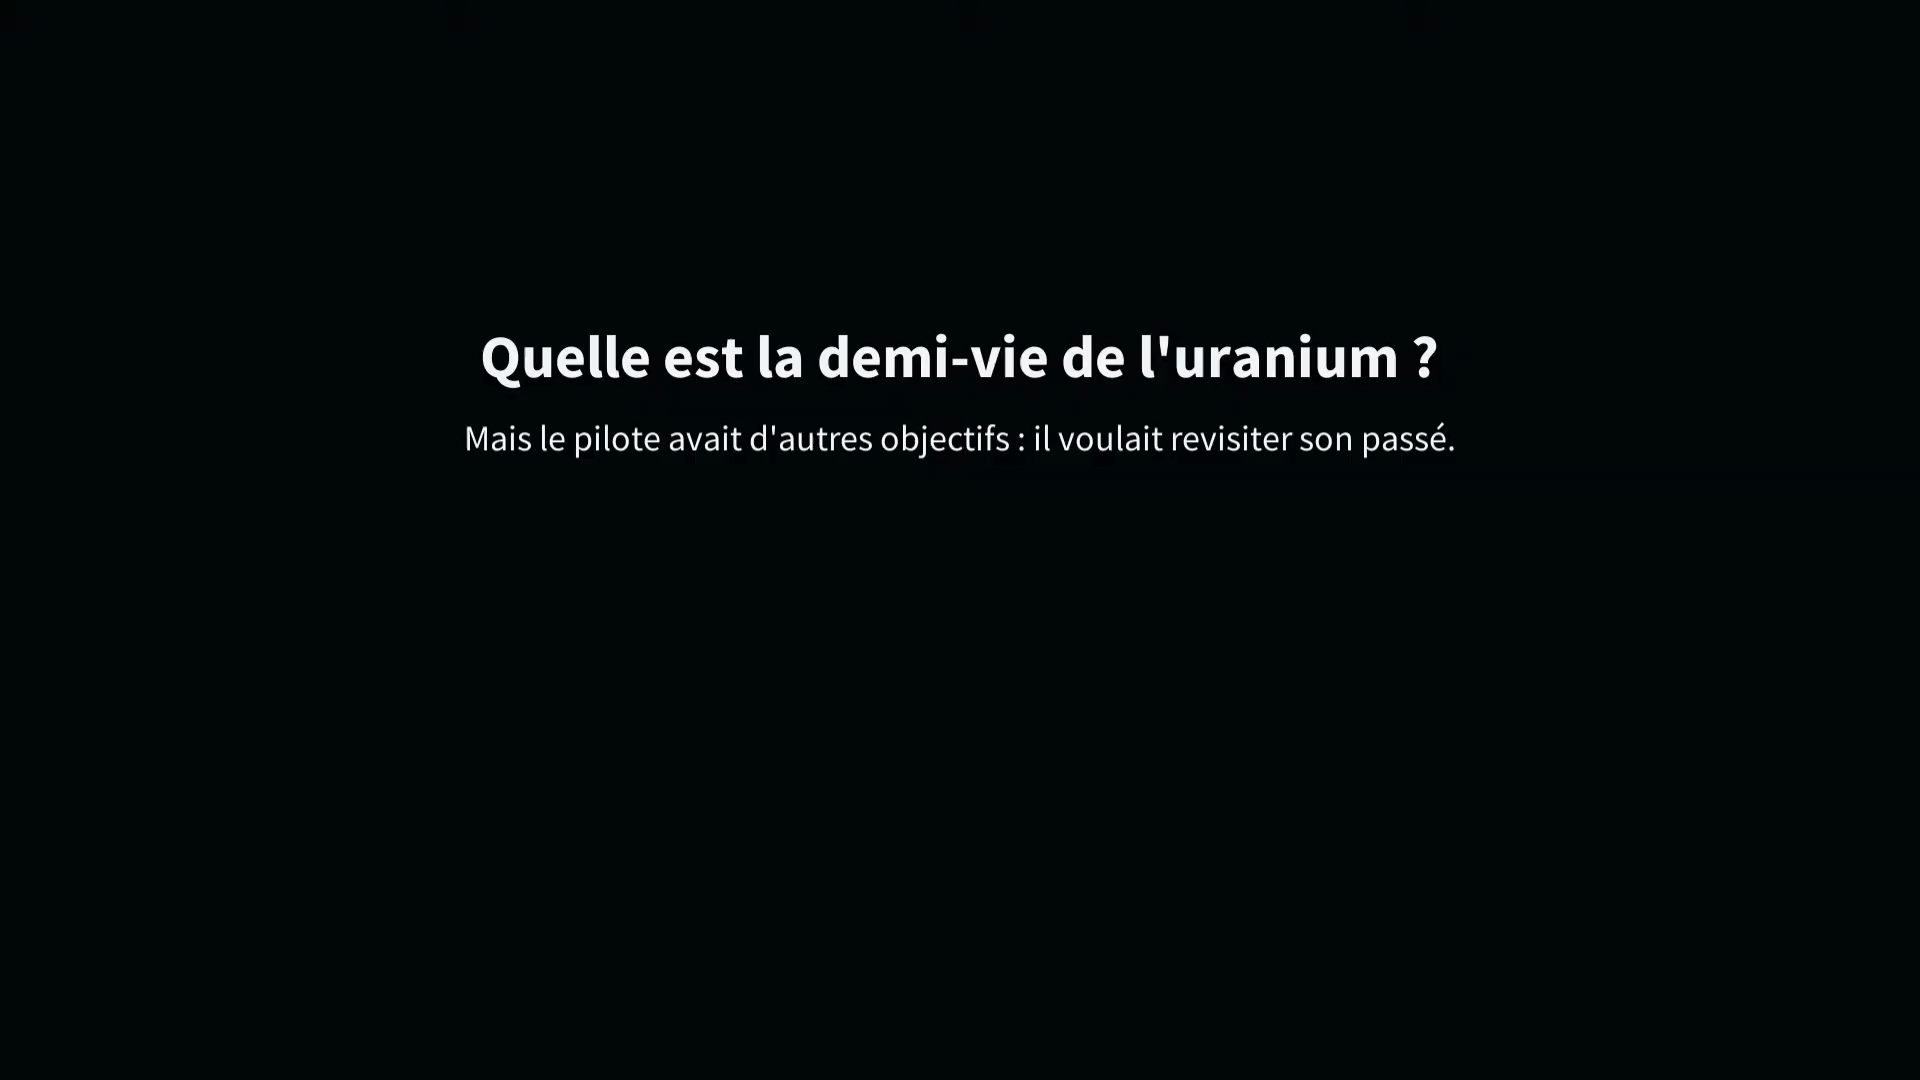 Quelle est la demi-vie de l'uranium ?
Mais le pilote avait d'autres objectifs : il voulait revisiter son passé.